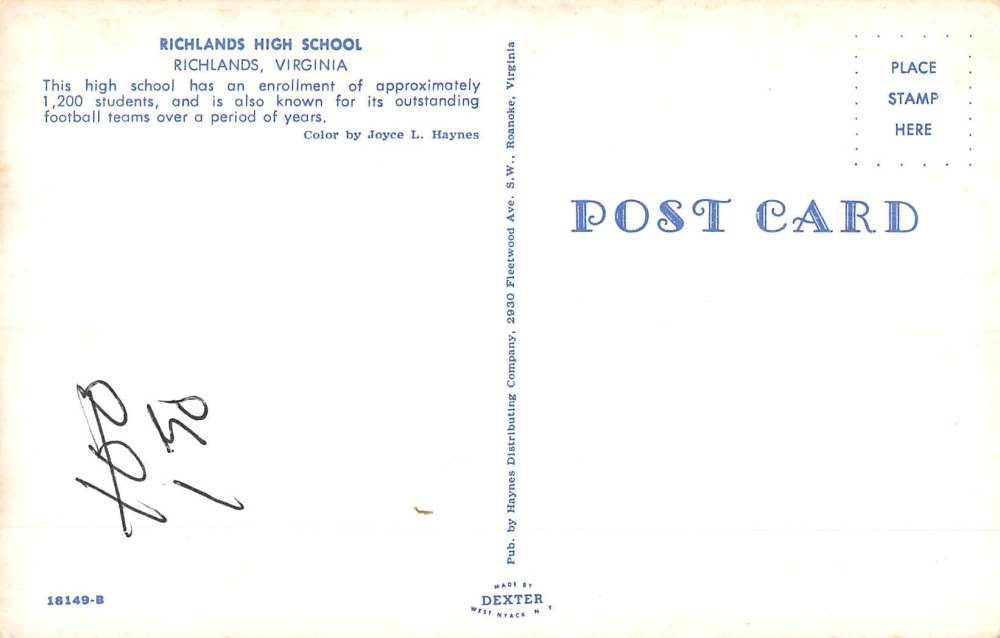 RICHLANDS HIGH SCHOOL
RICHLANDS, VIRGINIA
This high school has an enrollment of approximately
1,200 students, and is also known for its outstanding
football teams over a period of years.
Color by Joyce L. Haynes
PLACE
STAMP
HERE
POST CARD
Pub. by Haynes Distributing Company, 2930 Fleetwood Ave. S.W., Roanoke, Virginia
1 50
18149-B
MADE BY
DEXTER
WEST NYACK N Y